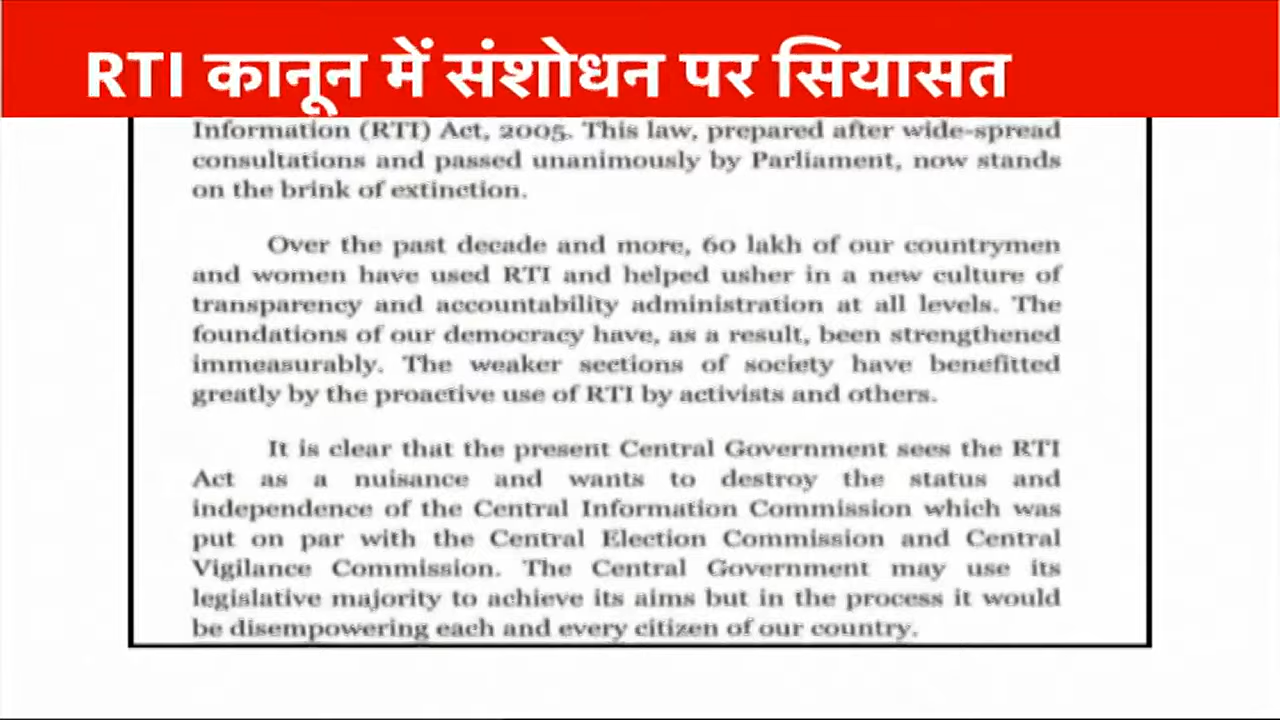 RTI कानून में संशोधन पर सियासत
Information (RTI) Act, 2005. This law, prepared after wide-spread
consultations and passed unanimously by Parliament, now stands
on the brink of extinction.
Over the past decade and more, 60 lakh of our countrymen
and women have used RTI and helped usher in a new culture of
transparency and accountability administration at all levels. The
foundations of our democracy have, as a result, been strengthened
immeasurably. The weaker sections of society have benefitted
greatly by the proactive use of RTI by activists and others.
It is clear that the present Central Government sees the RTI
Act as a nuisance and wants to destroy the status and
independence of the Central Information Commission which was
put on par with the Central Election Commission and Central
Vigilance Commission. The Central Government may use its
legislative majority to achieve its aims but in the process it would
be disempowering each and every citizen of our country.